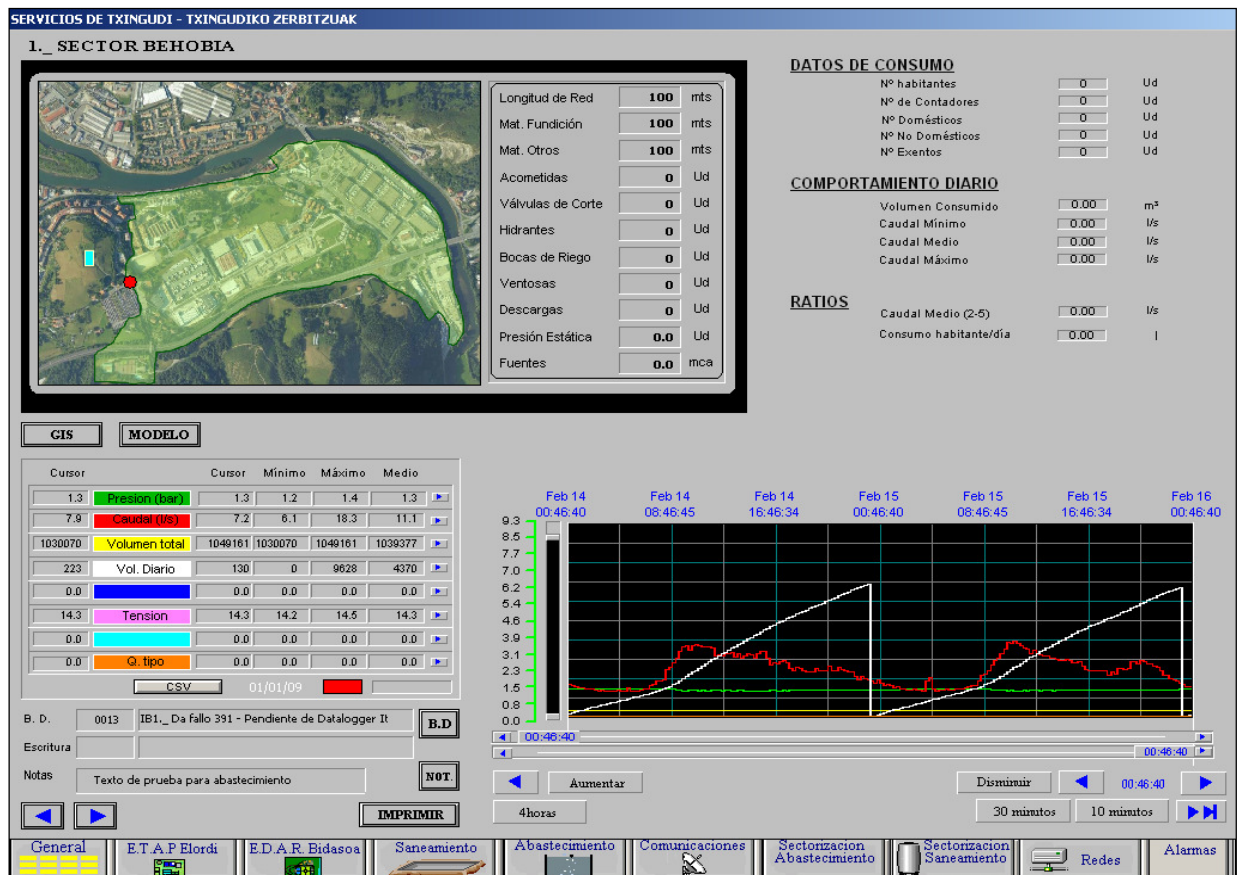 SERVICIOS DE TXINGUDI - TXINGUDIKO ZERBITZUAK
1._ SECTOR BEHOBIA
Longitud de Red 100 mts
Mat. Fundición 100 mts
Mat. Otros 100 mts
Acometidas 0 Ud
Válvulas de Corte 0 Ud
Hidrantes 0 Ud
Bocas de Riego 0 Ud
Ventosas 0 Ud
Descargas 0 Ud
Presión Estática 0.0 Ud
Fuentes 0.0 mca
DATOS DE CONSUMO
Nº habitantes 0 Ud
Nº de Contadores 0 Ud
Nº Domésticos 0 Ud
Nº No Domésticos 0 Ud
Nº Exentos 0 Ud
COMPORTAMIENTO DIARIO
Volumen Consumido 0.00 m³
Caudal Mínimo 0.00 l/s
Caudal Medio 0.00 l/s
Caudal Máximo 0.00 l/s
RATIOS
Caudal Medio (2-5) 0.00 l/s
Consumo habitante/día 0.00 l
GIS MODELO
Cursor Cursor Mínimo Máximo Medio
1.3 Presion (bar) 1.3 1.2 1.4 1.3
7.9 Caudal (l/s) 7.2 6.1 18.3 11.1
1030070 Volumen total 1049161 1030070 1049161 1039377
223 Vol. Diario 130 0 9628 4370
0.0 0.0 0.0 0.0 0.0
14.3 Tension 14.3 14.2 14.5 14.3
0.0 0.0 0.0 0.0 0.0
0.0 Q. tipo 0.0 0.0 0.0 0.0
CSV 01/01/09
B. D. 0013 IB1._ Da fallo 391 - Pendiente de Datalogger It B.D
Escritura
Notas Texto de prueba para abastecimiento NOT.
IMPRIMIR
Feb 14 Feb 14 Feb 14 Feb 15 Feb 15 Feb 15 Feb 16
00:46:40 08:46:45 16:46:34 00:46:40 08:46:45 16:46:34 00:46:40
9.3
8.5
7.7
7.0
6.2
5.4
4.6
3.9
3.1
2.3
1.5
0.8
0.0
00:46:40
00:46:40
Aumentar Disminuir 00:46:40
4horas 30 minutos 10 minutos
General E.T.A.P Elordi E.D.A.R. Bidasoa Saneamiento Abastecimiento Comunicaciones Sectorizacion Abastecimiento Sectorizacion Saneamiento Redes Alarmas